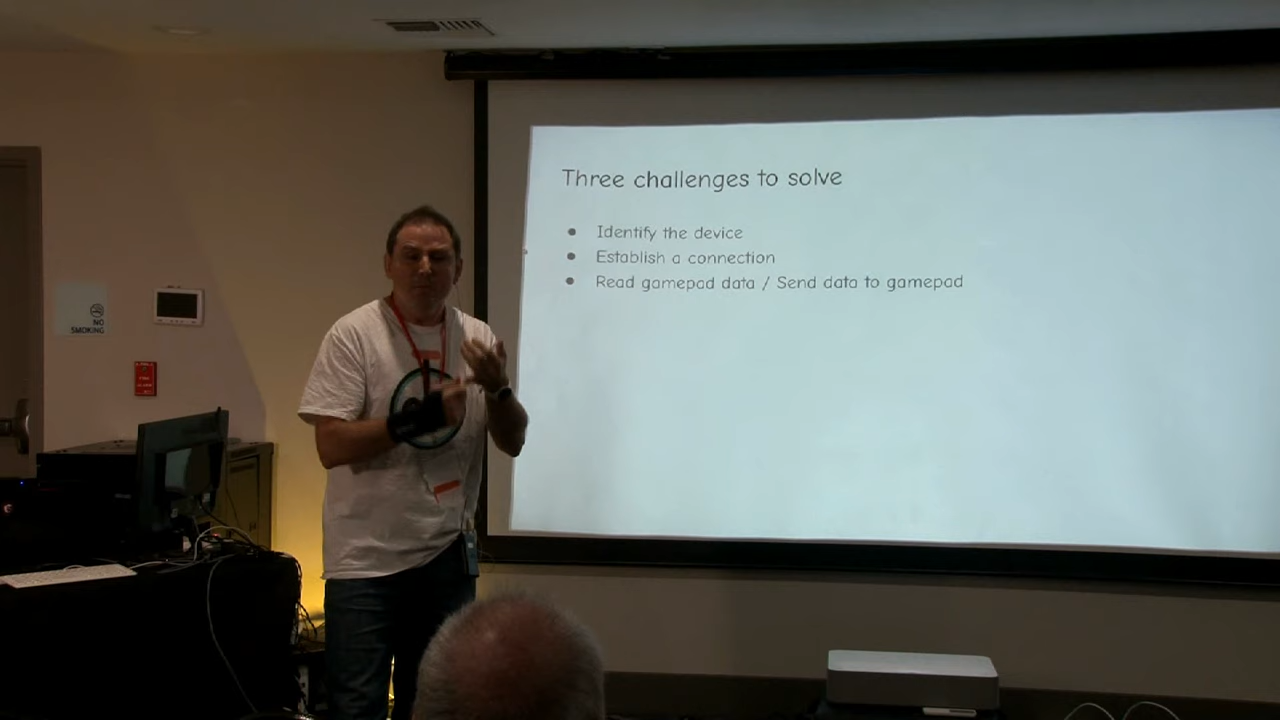 Three challenges to solve
Identify the device
Establish a connection
Read gamepad data / Send data to gamepad
NO
SMOKING